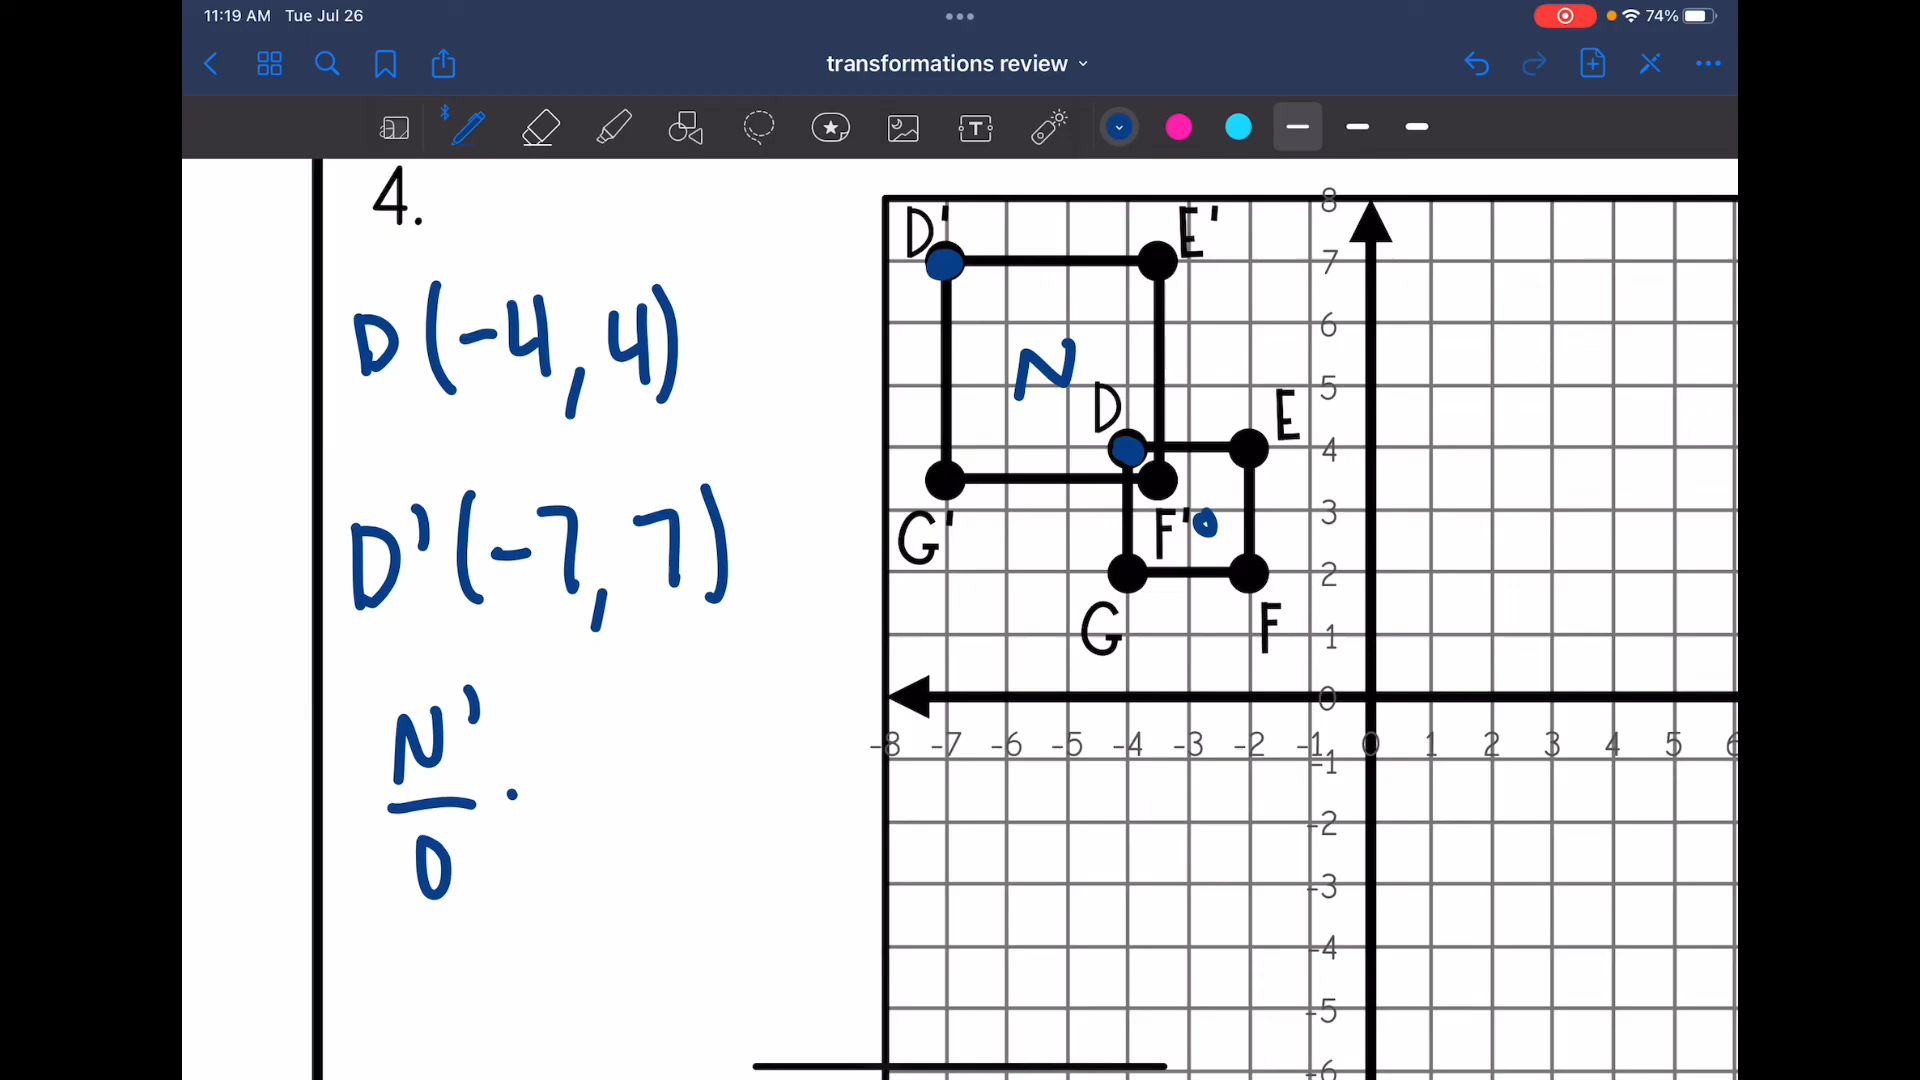 11:19 AM Tue Jul 26
74%
transformations review
T
4.
D (-4, 4)
D' (-7, 7)
N'
O
.
D'
E'
N
D
E
G'
F'
O
G
F
8
7
6
5
4
3
2
1
0
-8 -7 -6 -5 -4 -3 -2 -1 0 1 2 3 4 5 6
-1
-2
-3
-4
-5
-6